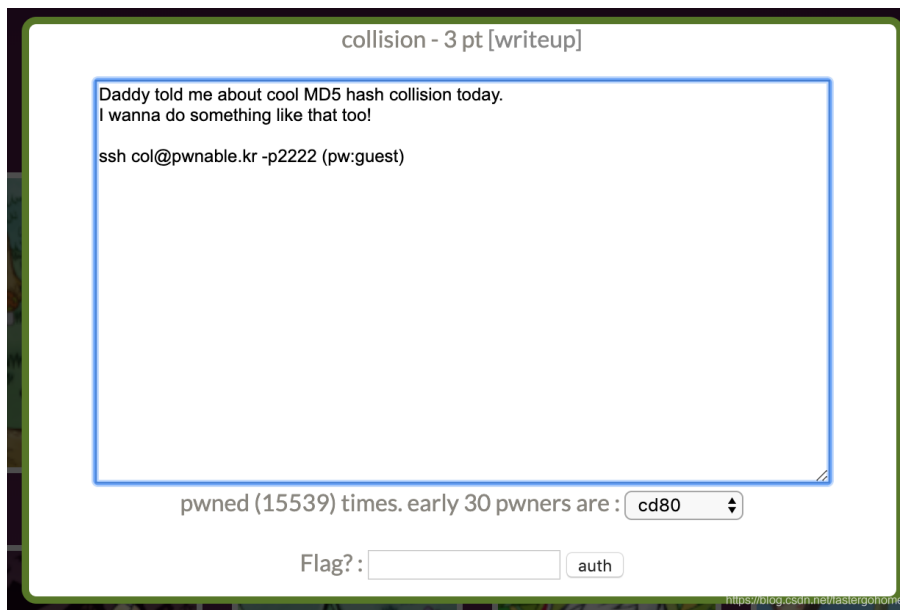 collision - 3 pt [writeup]
Daddy told me about cool MD5 hash collision today.
I wanna do something like that too!
ssh col@pwnable.kr -p2222 (pw:guest)
pwned (15539) times. early 30 pwners are : cd80
Flag? : auth
https://blog.csdn.net/fastergohome